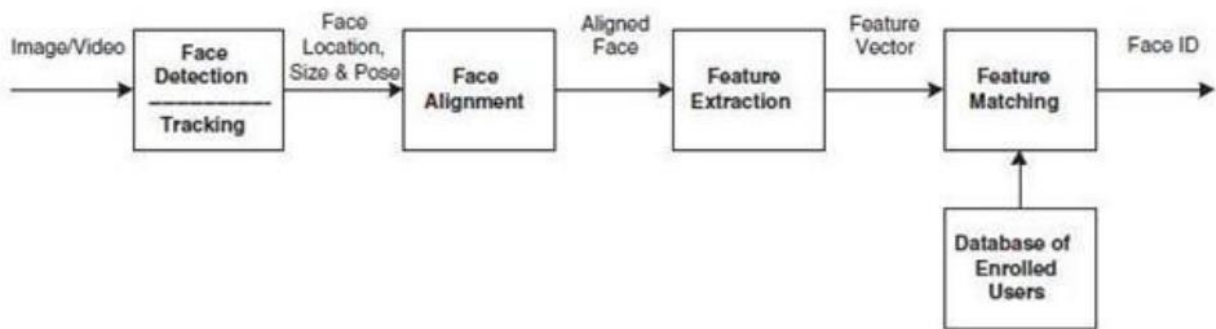 Image/Video
Face
Detection
Tracking
Face
Location,
Size & Pose
Face
Alignment
Aligned
Face
Feature
Extraction
Feature
Vector
Feature
Matching
Face ID
Database of
Enrolled
Users